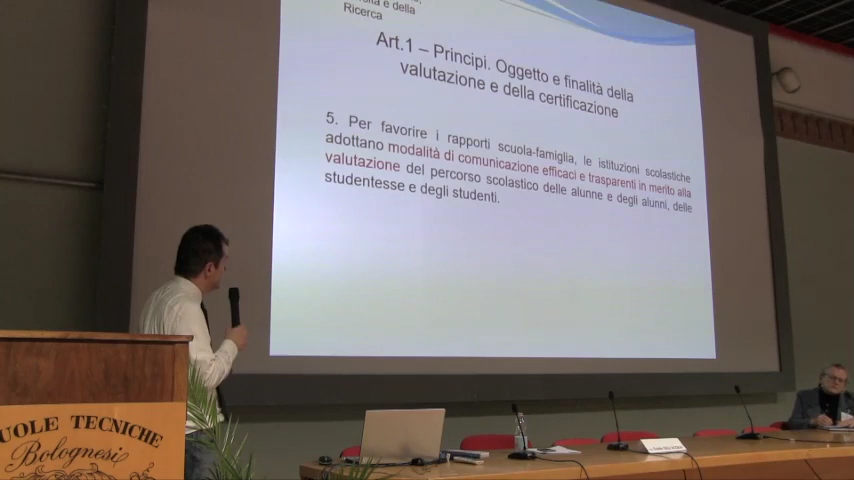 e della
Ricerca
Art.1 – Principi. Oggetto e finalità della
valutazione e della certificazione
5. Per favorire i rapporti scuola-famiglia, le istituzioni scolastiche
adottano modalità di comunicazione efficaci e trasparenti in merito alla
valutazione del percorso scolastico delle alunne e degli alunni, delle
studentesse e degli studenti.
UOLE TECNICHE
Bolognesi